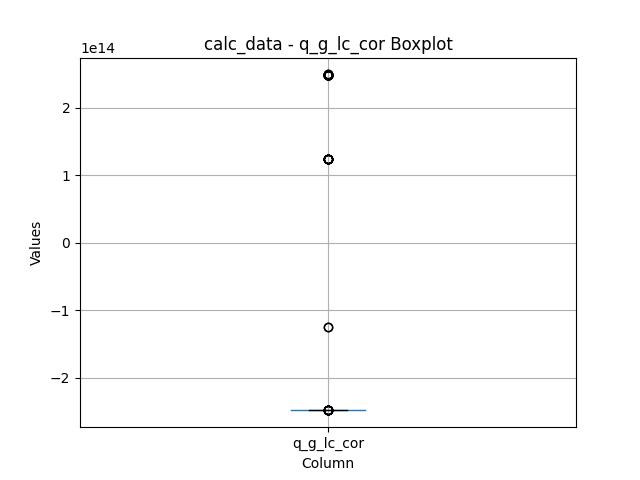 calc_data - q_g_lc_cor Boxplot
1e14
2
1
0
−1
−2
Values
q_g_lc_cor
Column